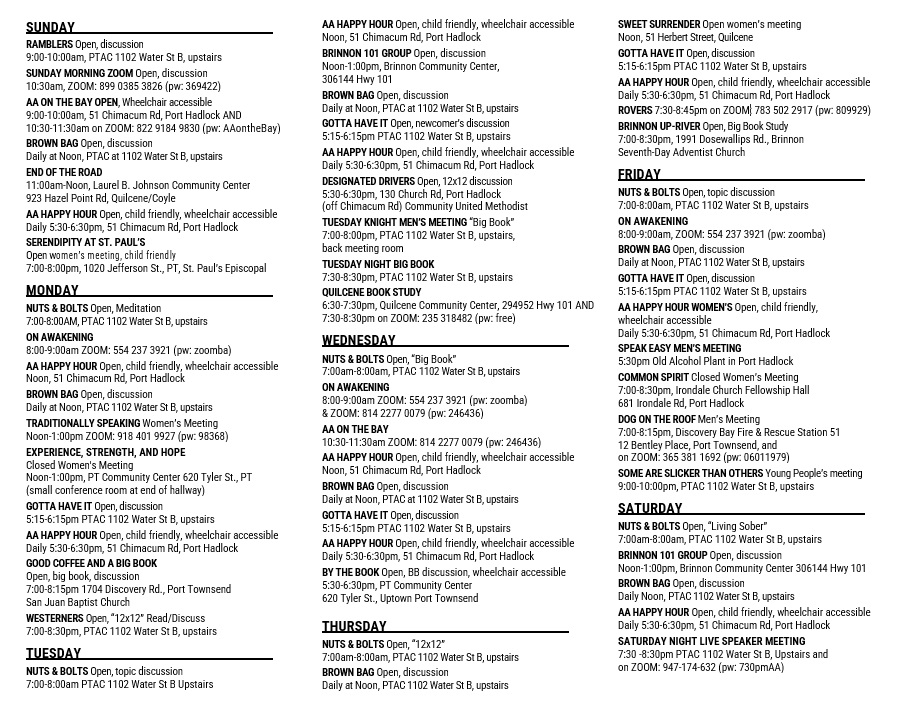 SUNDAY
RAMBLERS Open, discussion
9:00-10:00am, PTAC 1102 Water St B, upstairs
SUNDAY MORNING ZOOM Open, discussion
10:30am, ZOOM: 899 0385 3826 (pw: 369422)
AA ON THE BAY OPEN, Wheelchair accessible
9:00-10:00am, 51 Chimacum Rd, Port Hadlock AND
10:30-11:30am on ZOOM: 822 9184 9830 (pw: AAontheBay)
BROWN BAG Open, discussion
Daily at Noon, PTAC at 1102 Water St B, upstairs
END OF THE ROAD
11:00am-Noon, Laurel B. Johnson Community Center
923 Hazel Point Rd, Quilcene/Coyle
AA HAPPY HOUR Open, child friendly, wheelchair accessible
Daily 5:30-6:30pm, 51 Chimacum Rd, Port Hadlock
SERENDIPITY AT ST. PAUL'S
Open women's meeting, child friendly
7:00-8:00pm, 1020 Jefferson St., PT, St. Paul's Episcopal
MONDAY
NUTS & BOLTS Open, Meditation
7:00-8:00AM, PTAC 1102 Water St B, upstairs
ON AWAKENING
8:00-9:00am ZOOM: 554 237 3921 (pw: zoomba)
AA HAPPY HOUR Open, child friendly, wheelchair accessible
Noon, 51 Chimacum Rd, Port Hadlock
BROWN BAG Open, discussion
Daily at Noon, PTAC at 1102 Water St B, upstairs
TRADITIONALLY SPEAKING Women's Meeting
Noon-1:00pm ZOOM: 918 401 9927 (pw: 98368)
EXPERIENCE, STRENGTH, AND HOPE
Closed Women's Meeting
Noon-1:00pm, PT Community Center 620 Tyler St., PT
(small conference room at end of hallway)
GOTTA HAVE IT Open, discussion
5:15-6:15pm PTAC 1102 Water St B, upstairs
AA HAPPY HOUR Open, child friendly, wheelchair accessible
Daily 5:30-6:30pm, 51 Chimacum Rd, Port Hadlock
GOOD COFFEE AND A BIG BOOK
Open, big book, discussion
7:00-8:15pm 1704 Discovery Rd., Port Townsend
San Juan Baptist Church
WESTERNERS Open, “12x12” Read/Discuss
7:00-8:30pm, PTAC 1102 Water St B, upstairs
TUESDAY
NUTS & BOLTS Open, topic discussion
7:00-8:00am PTAC 1102 Water St B Upstairs
AA HAPPY HOUR Open, child friendly, wheelchair accessible
Noon, 51 Chimacum Rd, Port Hadlock
BRINNON 101 GROUP Open, discussion
Noon-1:00pm, Brinnon Community Center,
306144 Hwy 101
BROWN BAG Open, discussion
Daily at Noon, PTAC at 1102 Water St B, upstairs
GOTTA HAVE IT Open, newcomer's discussion
5:15-6:15pm PTAC 1102 Water St B, upstairs
AA HAPPY HOUR Open, child friendly, wheelchair accessible
Daily 5:30-6:30pm, 51 Chimacum Rd, Port Hadlock
DESIGNATED DRIVERS Open, 12x12 discussion
5:30-6:30pm, 130 Church Rd, Port Hadlock
(off Chimacum Rd) Community United Methodist
TUESDAY KNIGHT MEN'S MEETING “Big Book”
7:00-8:00pm, PTAC 1102 Water St B, upstairs,
back meeting room
TUESDAY NIGHT BIG BOOK
7:30-8:30pm, PTAC 1102 Water St B, upstairs
QUILCENE BOOK STUDY
6:30-7:30pm, Quilcene Community Center, 294952 Hwy 101 AND
7:30-8:30pm on ZOOM: 235 318482 (pw: free)
WEDNESDAY
NUTS & BOLTS Open, “Big Book”
7:00am-8:00am, PTAC 1102 Water St B, upstairs
ON AWAKENING
8:00-9:00am ZOOM: 554 237 3921 (pw: zoomba)
& ZOOM: 814 2277 0079 (pw: 246436)
AA ON THE BAY
10:30-11:30am ZOOM: 814 2277 0079 (pw: 246436)
AA HAPPY HOUR Open, child friendly, wheelchair accessible
Noon, 51 Chimacum Rd, Port Hadlock
BROWN BAG Open, discussion
Daily at Noon, PTAC at 1102 Water St B, upstairs
GOTTA HAVE IT Open, discussion
5:15-6:15pm PTAC 1102 Water St B, upstairs
AA HAPPY HOUR Open, child friendly, wheelchair accessible
Daily 5:30-6:30pm, 51 Chimacum Rd, Port Hadlock
BY THE BOOK Open, BB discussion, wheelchair accessible
5:30-6:30pm, PT Community Center
620 Tyler St., Uptown Port Townsend
THURSDAY
NUTS & BOLTS Open, “12x12”
7:00am-8:00am, PTAC 1102 Water St B, upstairs
BROWN BAG Open, discussion
Daily at Noon, PTAC at 1102 Water St B, upstairs
SWEET SURRENDER Open women's meeting
Noon, 51 Herbert Street, Quilcene
GOTTA HAVE IT Open, discussion
5:15-6:15pm PTAC 1102 Water St B, upstairs
AA HAPPY HOUR Open, child friendly, wheelchair accessible
Daily 5:30-6:30pm, 51 Chimacum Rd, Port Hadlock
ROVERS 7:30-8:45pm on ZOOM 783 502 2917 (pw: 809929)
BRINNON UP-RIVER Open, Big Book Study
7:00-8:30pm, 1991 Dosewallips Rd., Brinnon
Seventh-Day Adventist Church
FRIDAY
NUTS & BOLTS Open, topic discussion
7:00-8:00am, PTAC 1102 Water St B, upstairs
ON AWAKENING
8:00-9:00am, ZOOM: 554 237 3921 (pw: zoomba)
BROWN BAG Open, discussion
Daily at Noon, PTAC at 1102 Water St B, upstairs
GOTTA HAVE IT Open, discussion
5:15-6:15pm PTAC 1102 Water St B, upstairs
AA HAPPY HOUR WOMEN'S Open, child friendly,
wheelchair accessible
Daily 5:30-6:30pm, 51 Chimacum Rd, Port Hadlock
SPEAK EASY MEN'S MEETING
5:30pm Old Alcohol Plant in Port Hadlock
COMMON SPIRIT Closed Women's Meeting
7:00-8:30pm, Irondale Church Fellowship Hall
681 Irondale Rd, Port Hadlock
DOG ON THE ROOF Men's Meeting
7:00-8:15pm, Discovery Bay Fire & Rescue Station 51
12 Bentley Place, Port Townsend, and
on ZOOM: 365 381 1692 (pw: 06011979)
SOME ARE SLICKER THAN OTHERS Young People's meeting
9:00-10:00pm, PTAC 1102 Water St B, upstairs
SATURDAY
NUTS & BOLTS Open, “Living Sober”
7:00am-8:00am, PTAC 1102 Water St B, upstairs
BRINNON 101 GROUP Open, discussion
Noon-1:00pm, Brinnon Community Center 306144 Hwy 101
BROWN BAG Open, discussion
Daily Noon, PTAC 1102 Water St B, upstairs
AA HAPPY HOUR Open, child friendly, wheelchair accessible
Daily 5:30-6:30pm, 51 Chimacum Rd, Port Hadlock
SATURDAY NIGHT LIVE SPEAKER MEETING
7:30 -8:30pm PTAC 1102 Water St B, Upstairs and
on ZOOM: 947-174-632 (pw: 730pmAA)